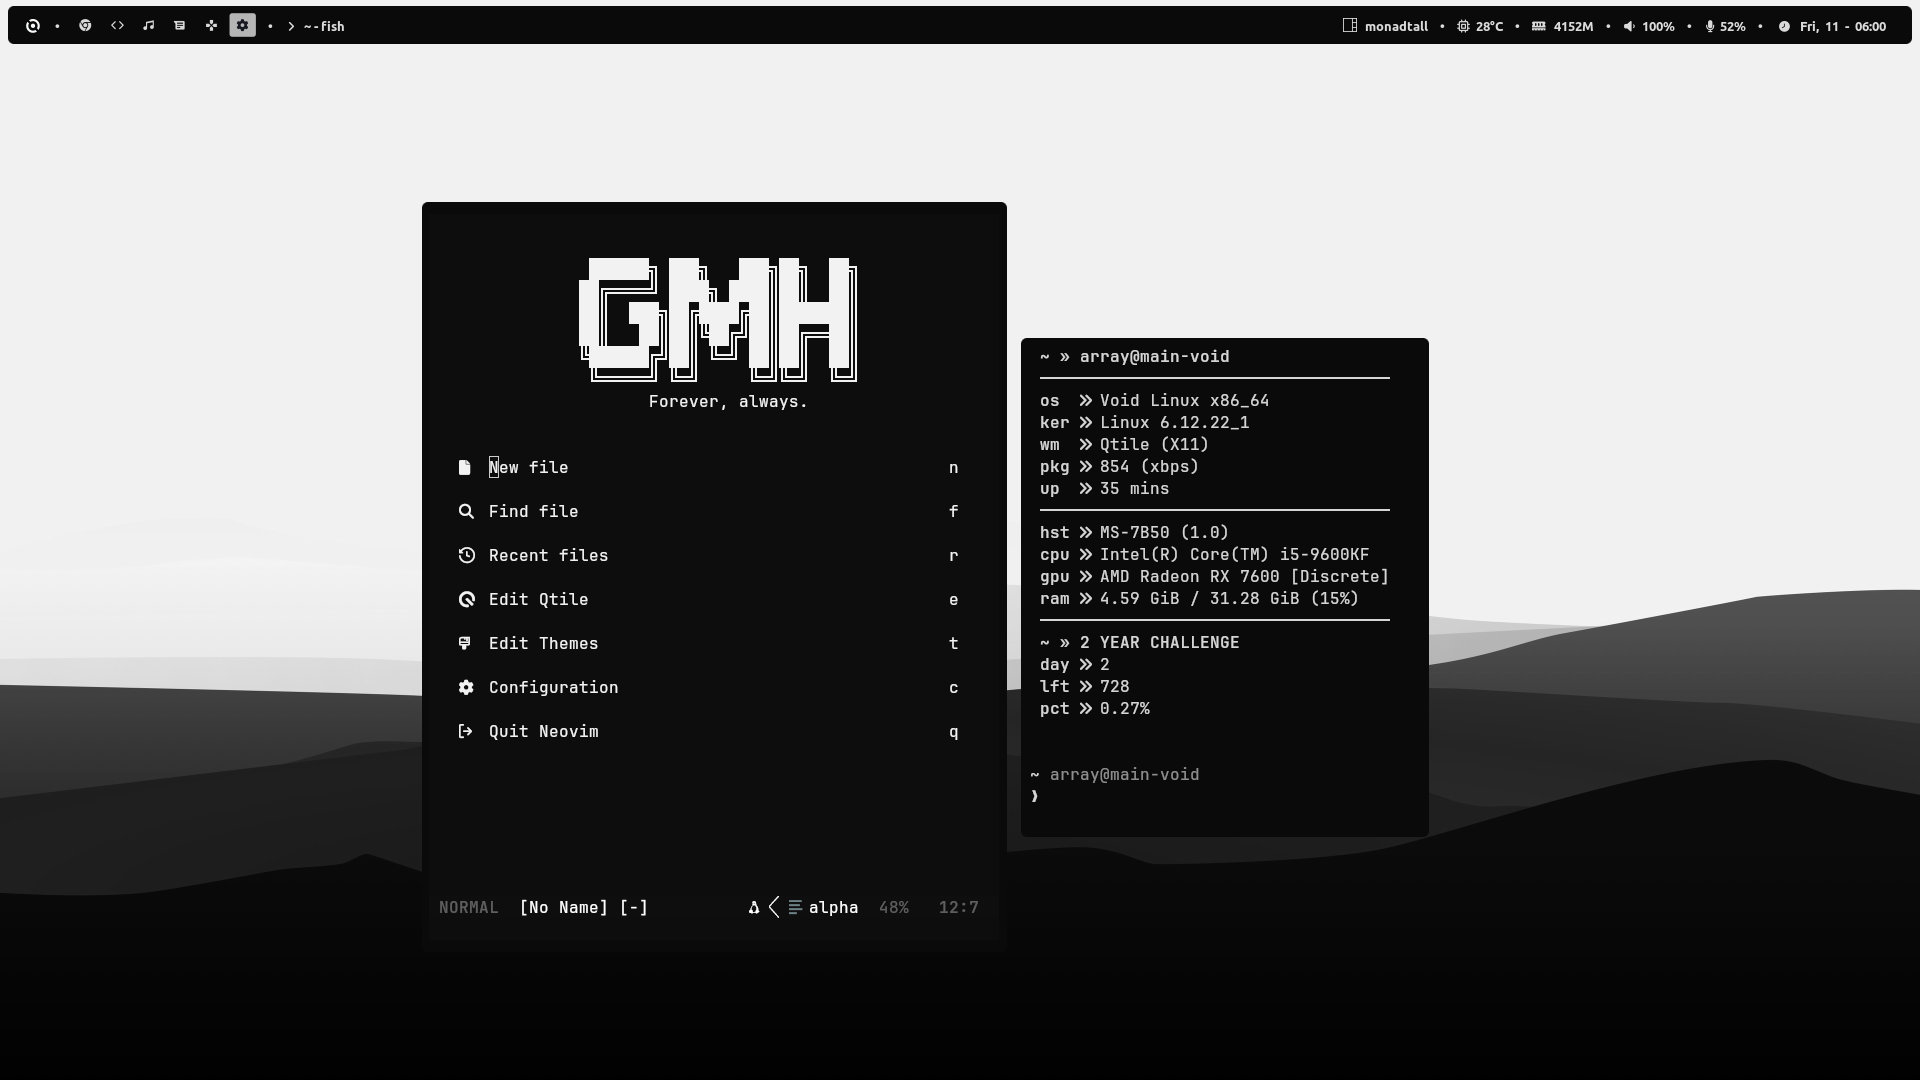 ~ - fish
monadtall • 28°C • 4152M • 100% • 52% • Fri, 11 - 06:00
GMH
Forever, always.
New file n
Find file f
Recent files r
Edit Qtile e
Edit Themes t
Configuration c
Quit Neovim q
NORMAL [No Name] [-] alpha 48% 12:7
~ » array@main-void
os » Void Linux x86_64
ker » Linux 6.12.22_1
wm » Qtile (X11)
pkg » 854 (xbps)
up » 35 mins
hst » MS-7B50 (1.0)
cpu » Intel(R) Core(TM) i5-9600KF
gpu » AMD Radeon RX 7600 [Discrete]
ram » 4.59 GiB / 31.28 GiB (15%)
~ » 2 YEAR CHALLENGE
day » 2
lft » 728
pct » 0.27%
~ array@main-void
❱